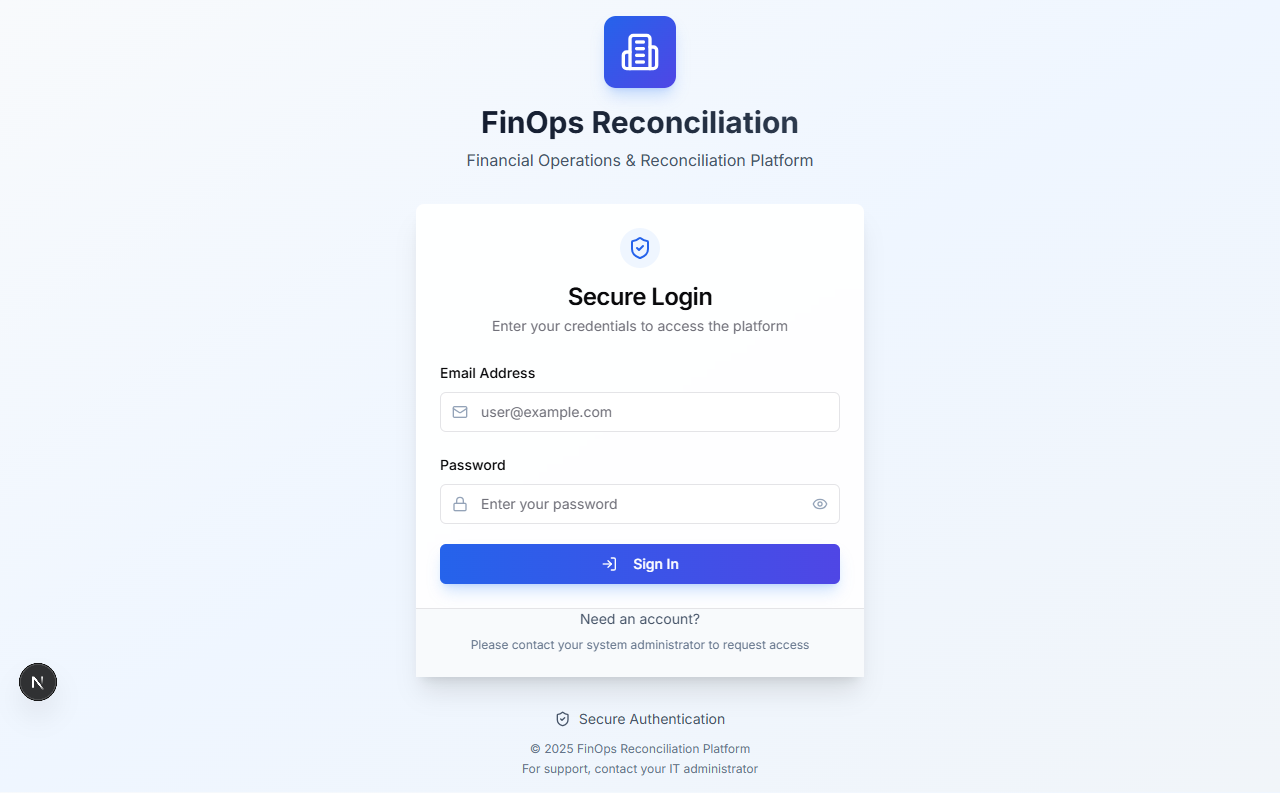 FinOps Reconciliation
Financial Operations & Reconciliation Platform
Secure Login
Enter your credentials to access the platform
Email Address
user@example.com
Password
Enter your password
Sign In
Need an account?
Please contact your system administrator to request access
N
Secure Authentication
© 2025 FinOps Reconciliation Platform
For support, contact your IT administrator